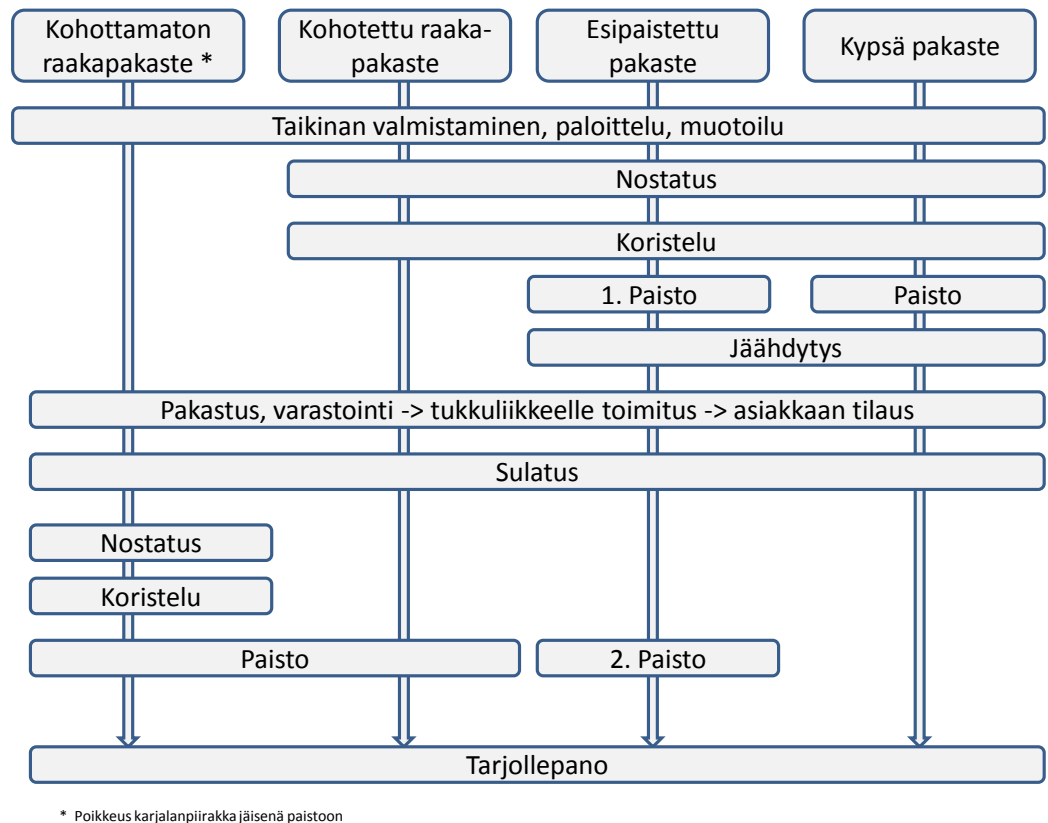 Kohottamaton
raakapakaste *
Kohotettu raaka-
pakaste
Esipaistettu
pakaste
Kypsä pakaste
Taikinan valmistaminen, paloittelu, muotoilu
Nostatus
Koristelu
1. Paisto
Paisto
Jäähdytys
Pakastus, varastointi -> tukkuliikkeelle toimitus -> asiakkaan tilaus
Sulatus
Nostatus
Koristelu
Paisto
2. Paisto
Tarjollepano
* Poikkeus karjalanpiirakka jäisenä paistoon